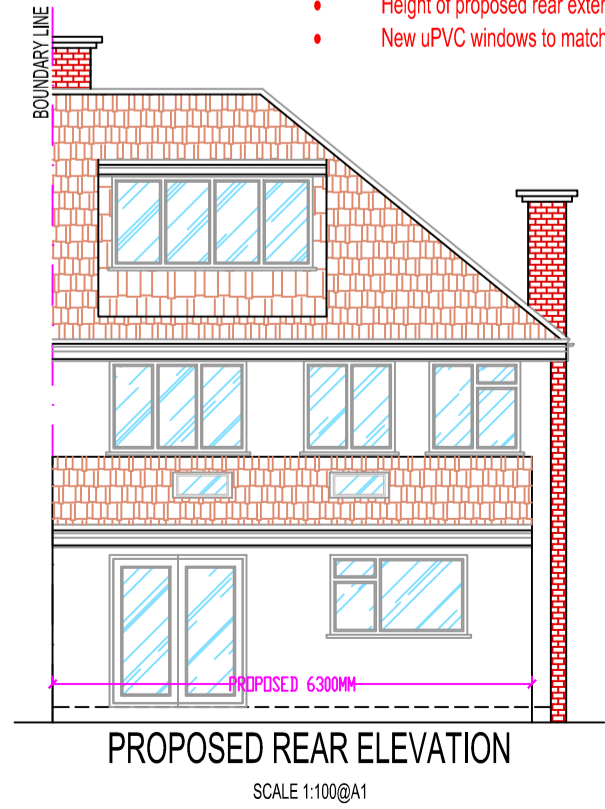 BOUNDARY LINE
• Height of proposed rear exter
• New uPVC windows to match
PROPOSED 6300MM
PROPOSED REAR ELEVATION
SCALE 1:100@A1